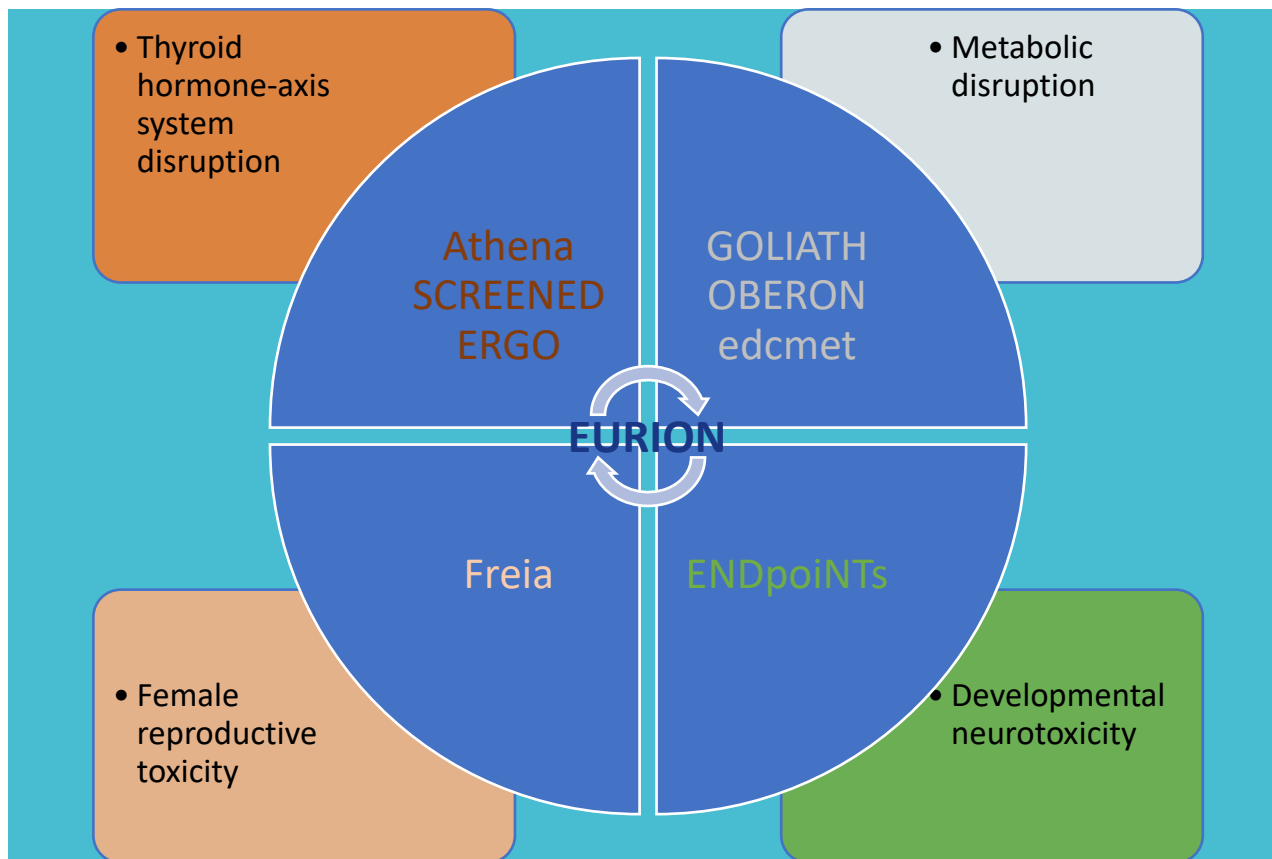 • Thyroid
hormone-axis
system
disruption
• Metabolic
disruption
Athena
SCREENED
ERGO
GOLIATH
OBERON
edcmet
EURION
Freia
ENDpoiNTs
• Female
reproductive
toxicity
• Developmental
neurotoxicity